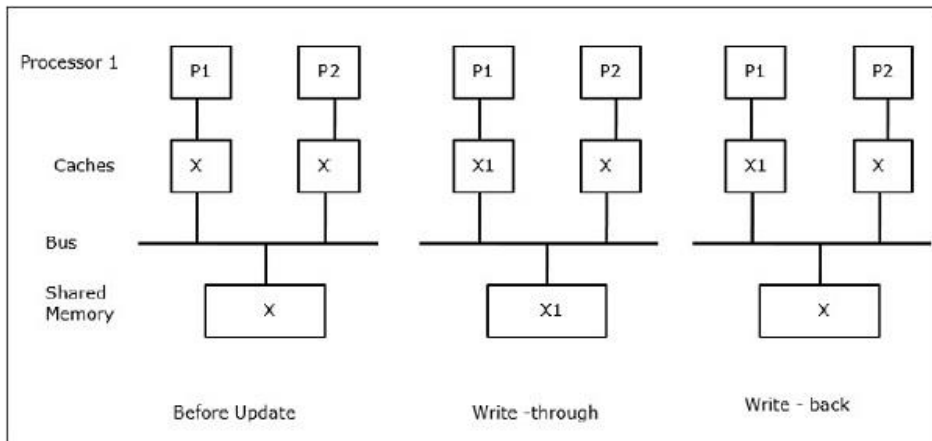 Processor 1 P1 P2 P1 P2 P1 P2
Caches X X X1 X X1 X
Bus
Shared
Memory
X X1 X
Before Update Write -through Write - back